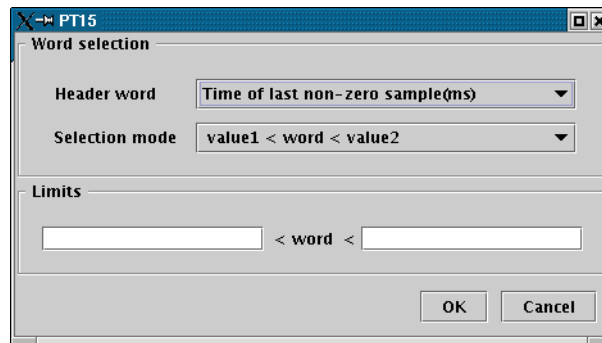 PT15
Word selection
Header word Time of last non-zero sample(ms)
Selection mode value1 < word < value2
Limits
< word <
OK Cancel